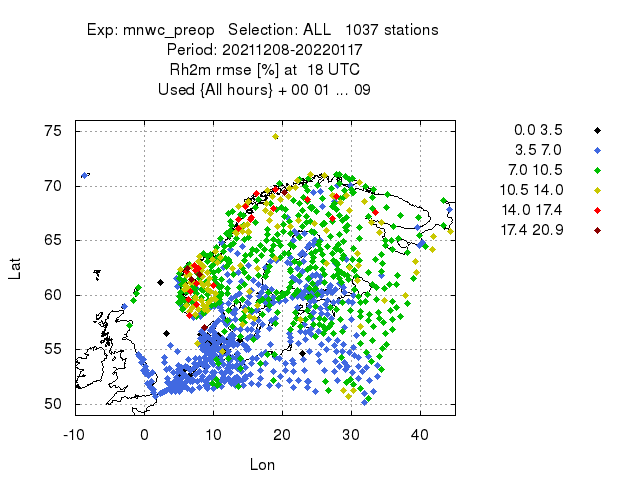 Exp: mnwc_preop   Selection: ALL   1037 stations
Period: 20211208-20220117
Rh2m rmse [%] at  18 UTC
Used {All hours} + 00 01 ... 09
0.0 3.5
3.5 7.0
7.0 10.5
10.5 14.0
14.0 17.4
17.4 20.9
75
70
65
60
55
50
Lat
-10 0 10 20 30 40
Lon